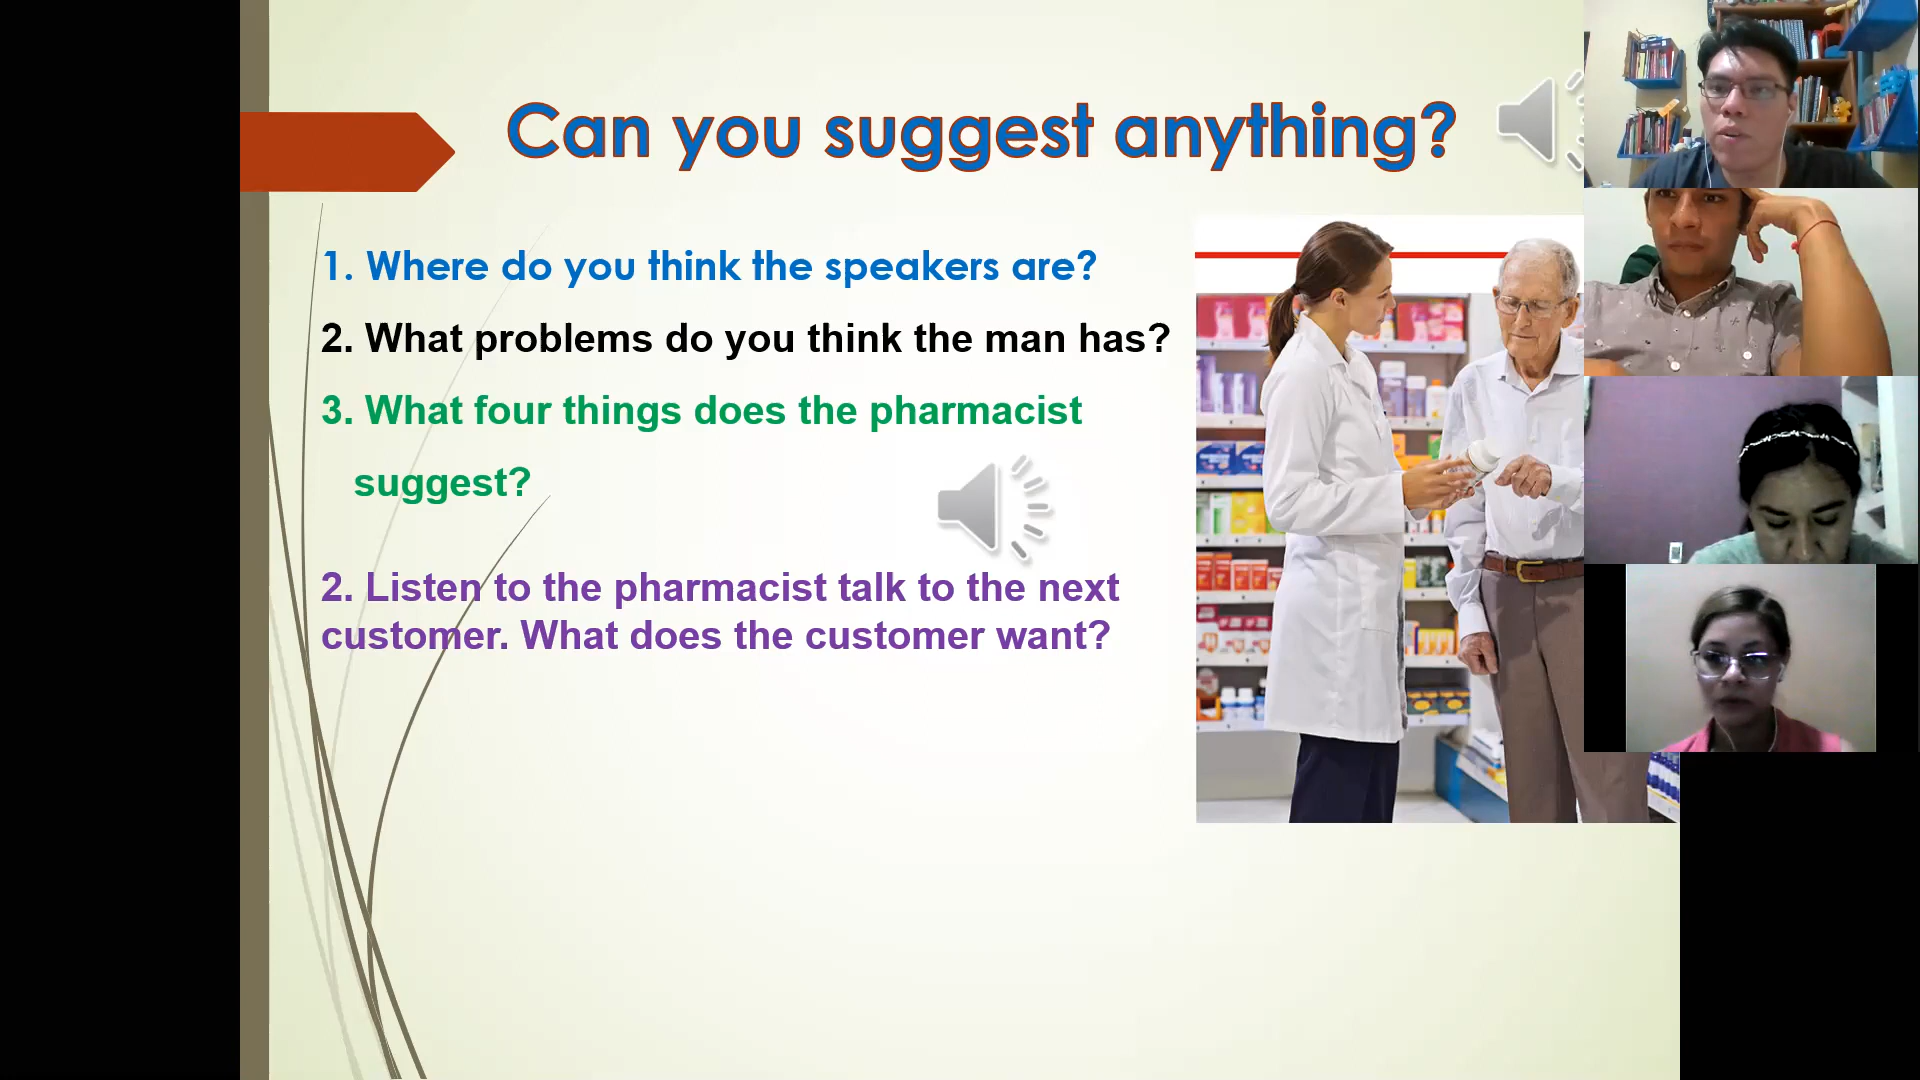 Can you suggest anything?
1. Where do you think the speakers are?
2. What problems do you think the man has?
3. What four things does the pharmacist
suggest?
2. Listen to the pharmacist talk to the next
customer. What does the customer want?